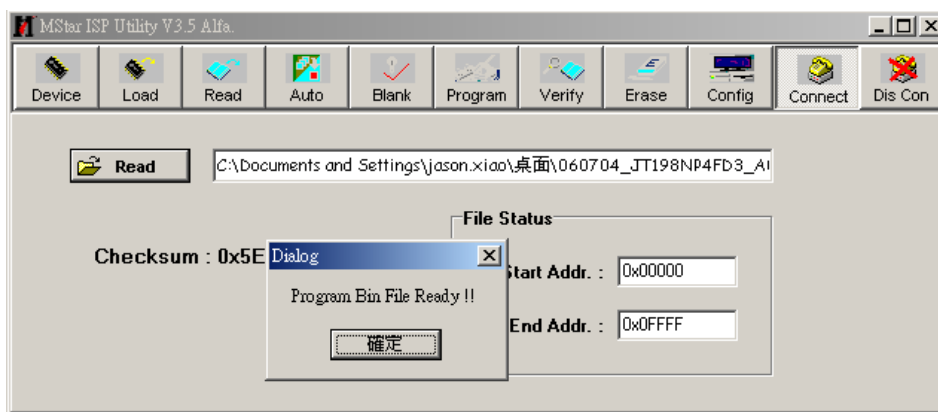 MStar ISP Utility V3.5 Alfa.
Device Load Read Auto Blank Program Verify Erase Config Connect Dis Con
Read C:\Documents and Settings\jason.xiao\桌面\060704_JT198NP4FD3_A
File Status
Checksum : 0x5E
Dialog
Start Addr. : 0x00000
Program Bin File Ready !!
End Addr. : 0x0FFFF
確定